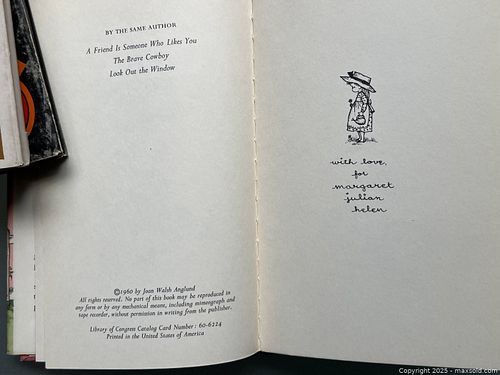 BY THE SAME AUTHOR
A Friend Is Someone Who Likes You
The Brave Cowboy
Look Out the Window
©1960 by Joan Walsh Anglund
All rights reserved. No part of this book may be reproduced in
any form or by any mechanical means, including mimeograph and
tape recorder, without permission in writing from the publisher.
Library of Congress Catalog Card Number: 60-6224
Printed in the United States of America
with love,
for
margaret
julian
helen
Copyright © 2025 - maxsold.com